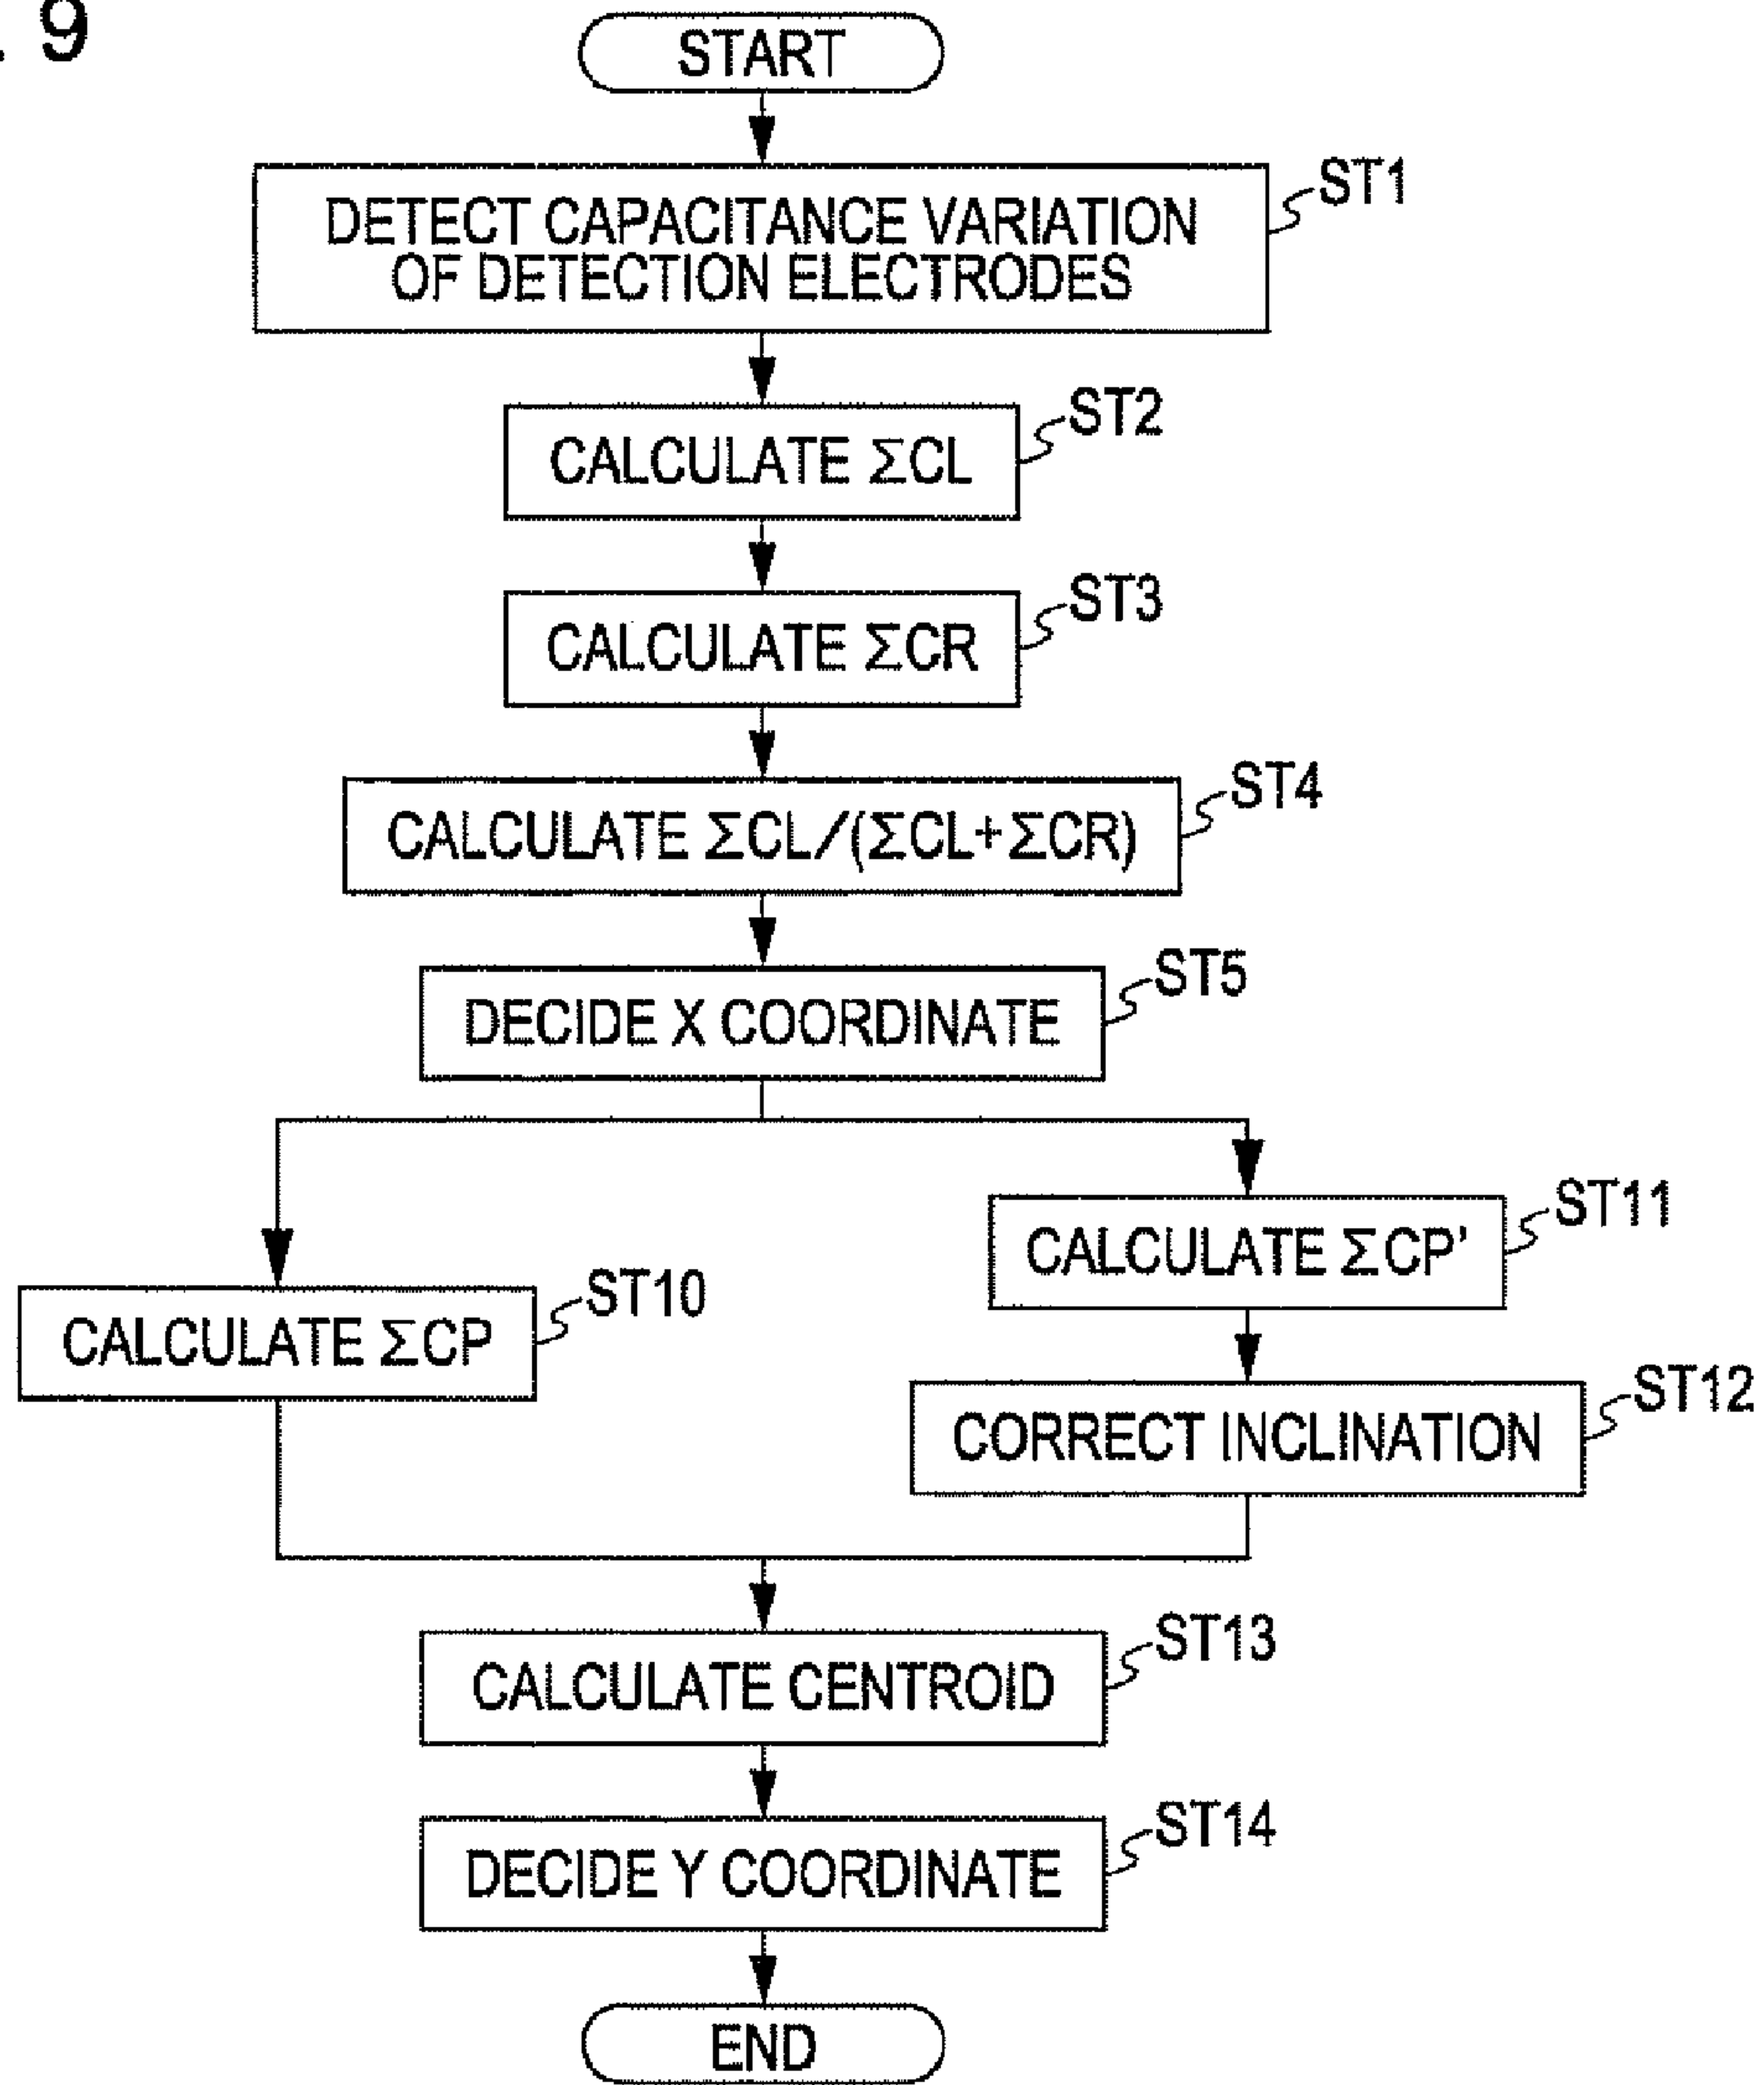 . 9
START
DETECT CAPACITANCE VARIATION
OF DETECTION ELECTRODES
ST1
CALCULATE ΣCL
ST2
CALCULATE ΣCR
ST3
CALCULATE ΣCL/(ΣCL+ΣCR)
ST4
DECIDE X COORDINATE
ST5
CALCULATE ΣCP
ST10
CALCULATE ΣCP'
ST11
CORRECT INCLINATION
ST12
CALCULATE CENTROID
ST13
DECIDE Y COORDINATE
ST14
END